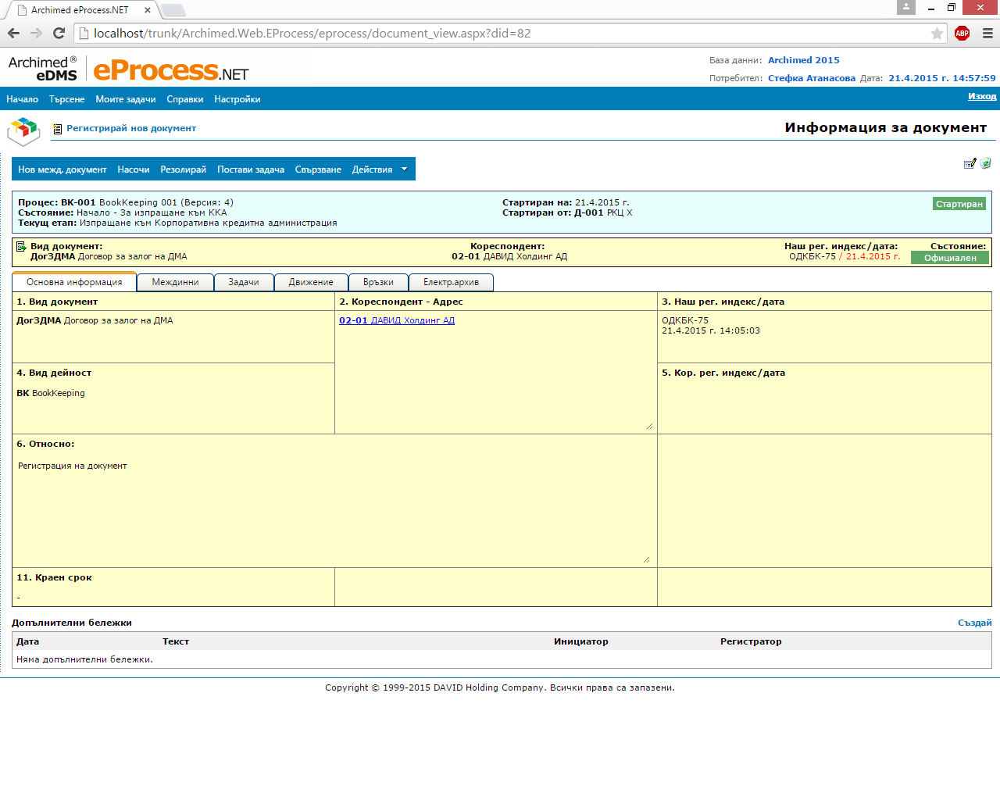 Archimed eProcess.NET
localhost/trunk/Archimed.Web.EProcess/eprocess/document_view.aspx?did=82
ABP
Archimed®
eDMS
eProcess.NET
База данни: Archimed 2015
Потребител: Стефка Атанасова Дата: 21.4.2015 г. 14:57:59
Начало Търсене Моите задачи Справки Настройки Изход
Регистрирай нов документ Информация за документ
Нов межд. документ Насочи Резолирай Постави задача Свързване Действия
Процес: BK-001 BookKeeping 001 (Версия: 4) Стартиран на: 21.4.2015 г. Стартиран
Състояние: Начало - За изпращане към ККА Стартиран от: Д-001 РКЦ Х
Текущ етап: Изпращане към Корпоративна кредитна администрация
Вид документ: Кореспондент: Наш рег. индекс/дата: Състояние:
ДогЗДМА Договор за залог на ДМА 02-01 ДАВИД Холдинг АД ОДКБК-75 / 21.4.2015 г. Официален
Основна информация Междинни Задачи Движение Връзки Електр.архив
1. Вид документ 2. Кореспондент - Адрес 3. Наш рег. индекс/дата
ДогЗДМА Договор за залог на ДМА 02-01 ДАВИД Холдинг АД ОДКБК-75
21.4.2015 г. 14:05:03
4. Вид дейност 5. Кор. рег. индекс/дата
BK BookKeeping
6. Относно:
Регистрация на документ
11. Краен срок
-
Допълнителни бележки Създай
Дата Текст Инициатор Регистратор
Няма допълнителни бележки.
Copyright © 1999-2015 DAVID Holding Company. Всички права са запазени.